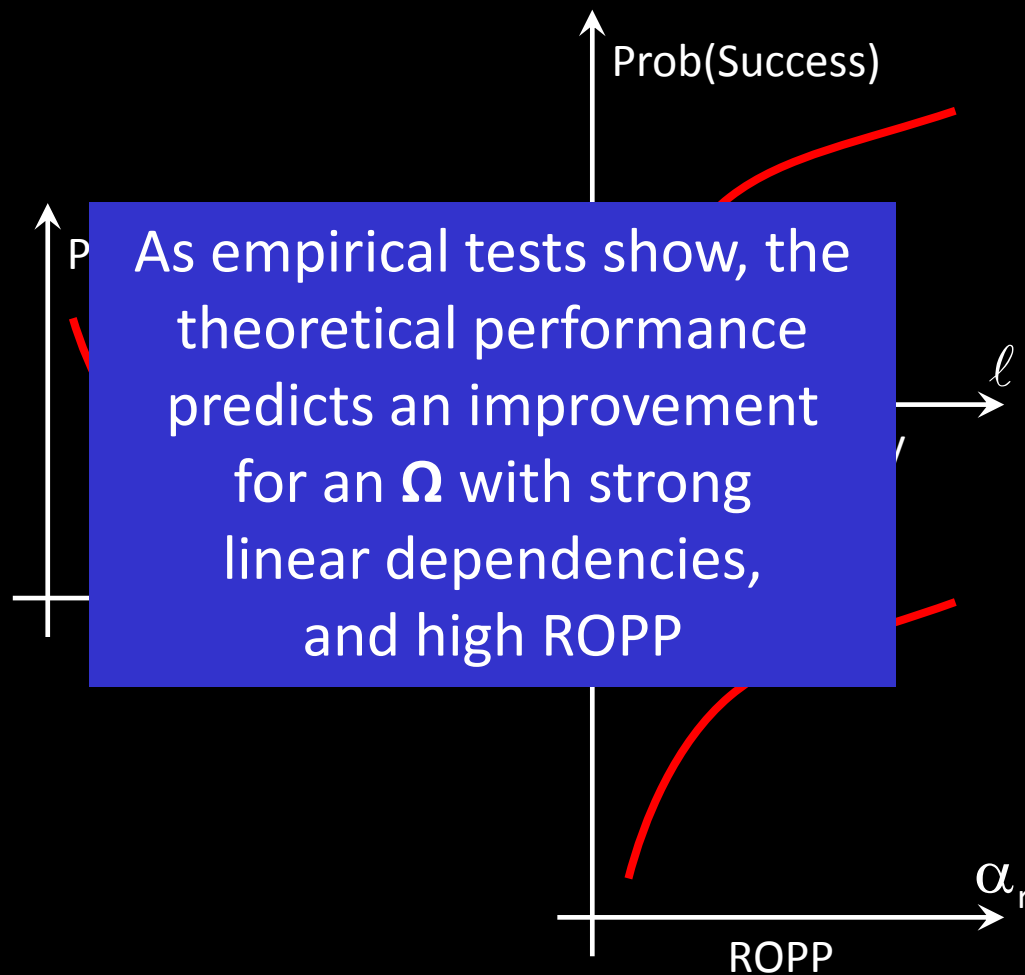 Prob(Success)
P
As empirical tests show, the
theoretical performance
predicts an improvement
for an Ω with strong
linear dependencies,
and high ROPP
ℓ
α
ROPP